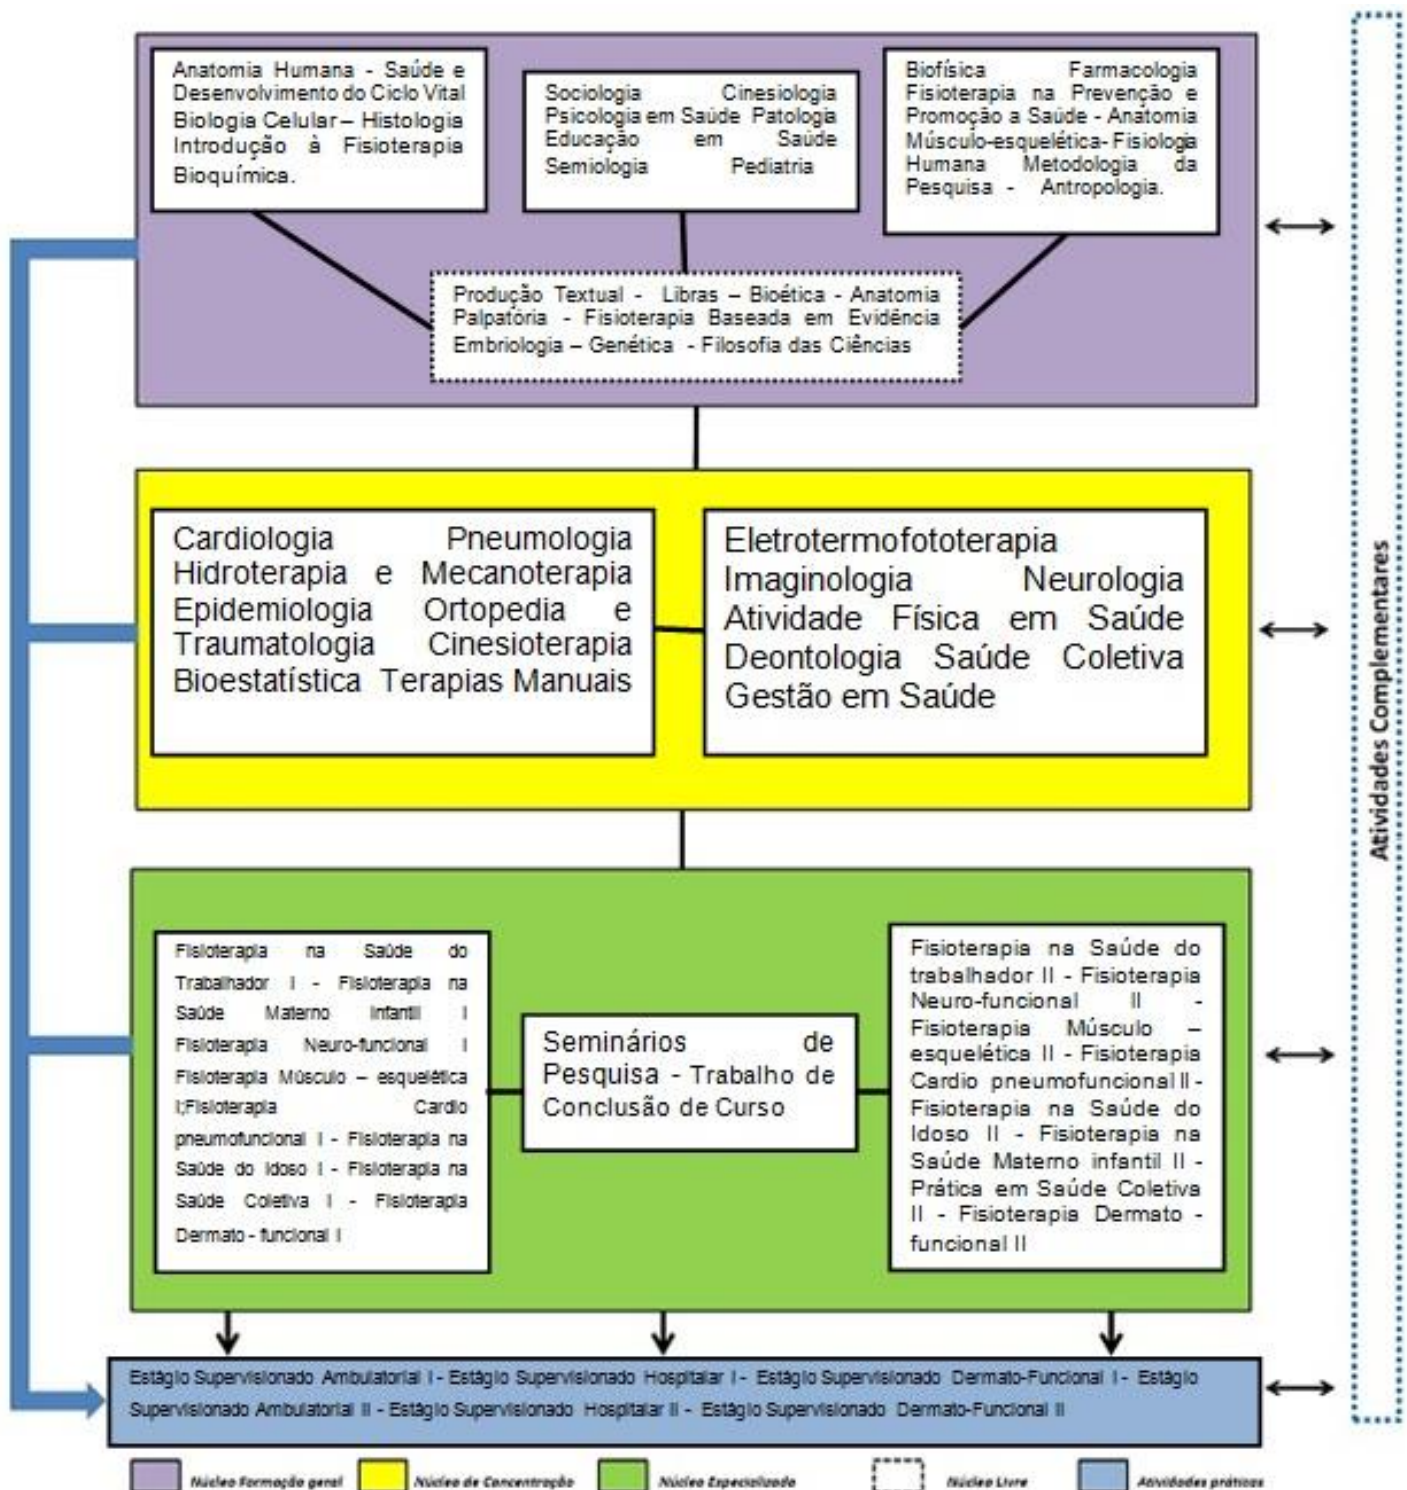 Anatomia Humana - Saúde e
Desenvolvimento do Ciclo Vital
Biologia Celular – Histologia
Introdução à Fisioterapia
Bioquímica.
Sociologia Cinesiologia
Psicologia em Saúde Patologia
Educação em Saúde
Semiologia Pediatria
Biofísica Farmacologia
Fisioterapia na Prevenção e
Promoção a Saúde - Anatomia
Músculo-esquelética- Fisiologia
Humana Metodologia da
Pesquisa - Antropologia.
Produção Textual - Libras – Bioética - Anatomia
Palpatória - Fisioterapia Baseada em Evidência
Embriologia – Genética - Filosofia das Ciências
Cardiologia Pneumologia
Hidroterapia e Mecanoterapia
Epidemiologia Ortopedia e
Traumatologia Cinesioterapia
Bioestatística Terapias Manuais
Eletrotermofototerapia
Imaginologia Neurologia
Atividade Física em Saúde
Deontologia Saúde Coletiva
Gestão em Saúde
Fisioterapia na Saúde do
Trabalhador I - Fisioterapia na
Saúde Materno Infantil I
Fisioterapia Neuro-funcional I
Fisioterapia Músculo – esquelética
I;Fisioterapia Cardio
pneumofuncional I - Fisioterapia na
Saúde do Idoso I - Fisioterapia na
Saúde Coletiva I - Fisioterapia
Dermato - funcional I
Seminários de
Pesquisa - Trabalho de
Conclusão de Curso
Fisioterapia na Saúde do
trabalhador II - Fisioterapia
Neuro-funcional II -
Fisioterapia Músculo –
esquelética II - Fisioterapia
Cardio pneumofuncional II -
Fisioterapia na Saúde do
Idoso II - Fisioterapia na
Saúde Materno infantil II -
Prática em Saúde Coletiva
II - Fisioterapia Dermato -
funcional II
Estágio Supervisionado Ambulatorial I - Estágio Supervisionado Hospitalar I - Estágio Supervisionado Dermato-Funcional I - Estágio
Supervisionado Ambulatorial II - Estágio Supervisionado Hospitalar II - Estágio Supervisionado Dermato-Funcional II
Atividades Complementares
Núcleo Formação geral
Núcleo de Concentração
Núcleo Especializado
Núcleo Livre
Atividades práticas